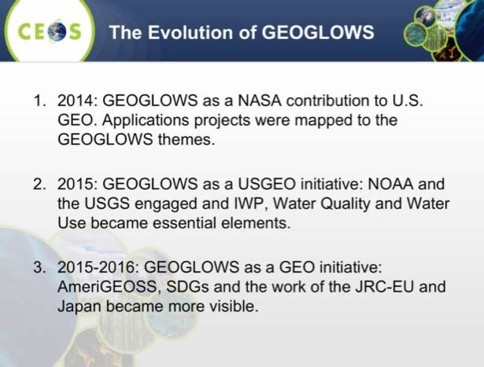 CEOS
The Evolution of GEOGLOWS
1. 2014: GEOGLOWS as a NASA contribution to U.S.
GEO. Applications projects were mapped to the
GEOGLOWS themes.
2. 2015: GEOGLOWS as a USGEO initiative: NOAA and
the USGS engaged and IWP, Water Quality and Water
Use became essential elements.
3. 2015-2016: GEOGLOWS as a GEO initiative:
AmeriGEOSS, SDGs and the work of the JRC-EU and
Japan became more visible.